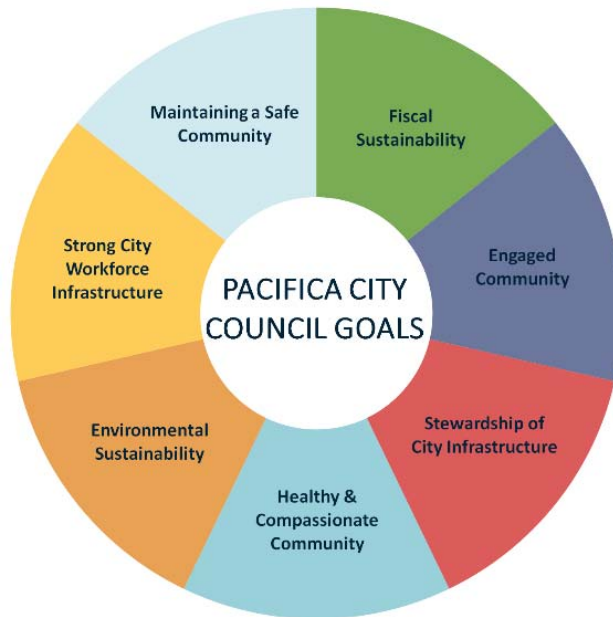 PACIFICA CITY
COUNCIL GOALS
Fiscal
Sustainability
Engaged
Community
Stewardship of
City Infrastructure
Healthy &
Compassionate
Community
Environmental
Sustainability
Strong City
Workforce
Infrastructure
Maintaining a Safe
Community